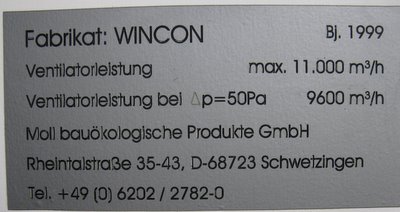 Fabrikat: WINCON Bj. 1999
Ventilatorleistung max. 11.000 m³/h
Ventilatorleistung bei Δp=50Pa 9600 m³/h
Moll bauökologische Produkte GmbH
Rheintalstraße 35-43, D-68723 Schwetzingen
Tel. +49 (0) 6202 / 2782-0